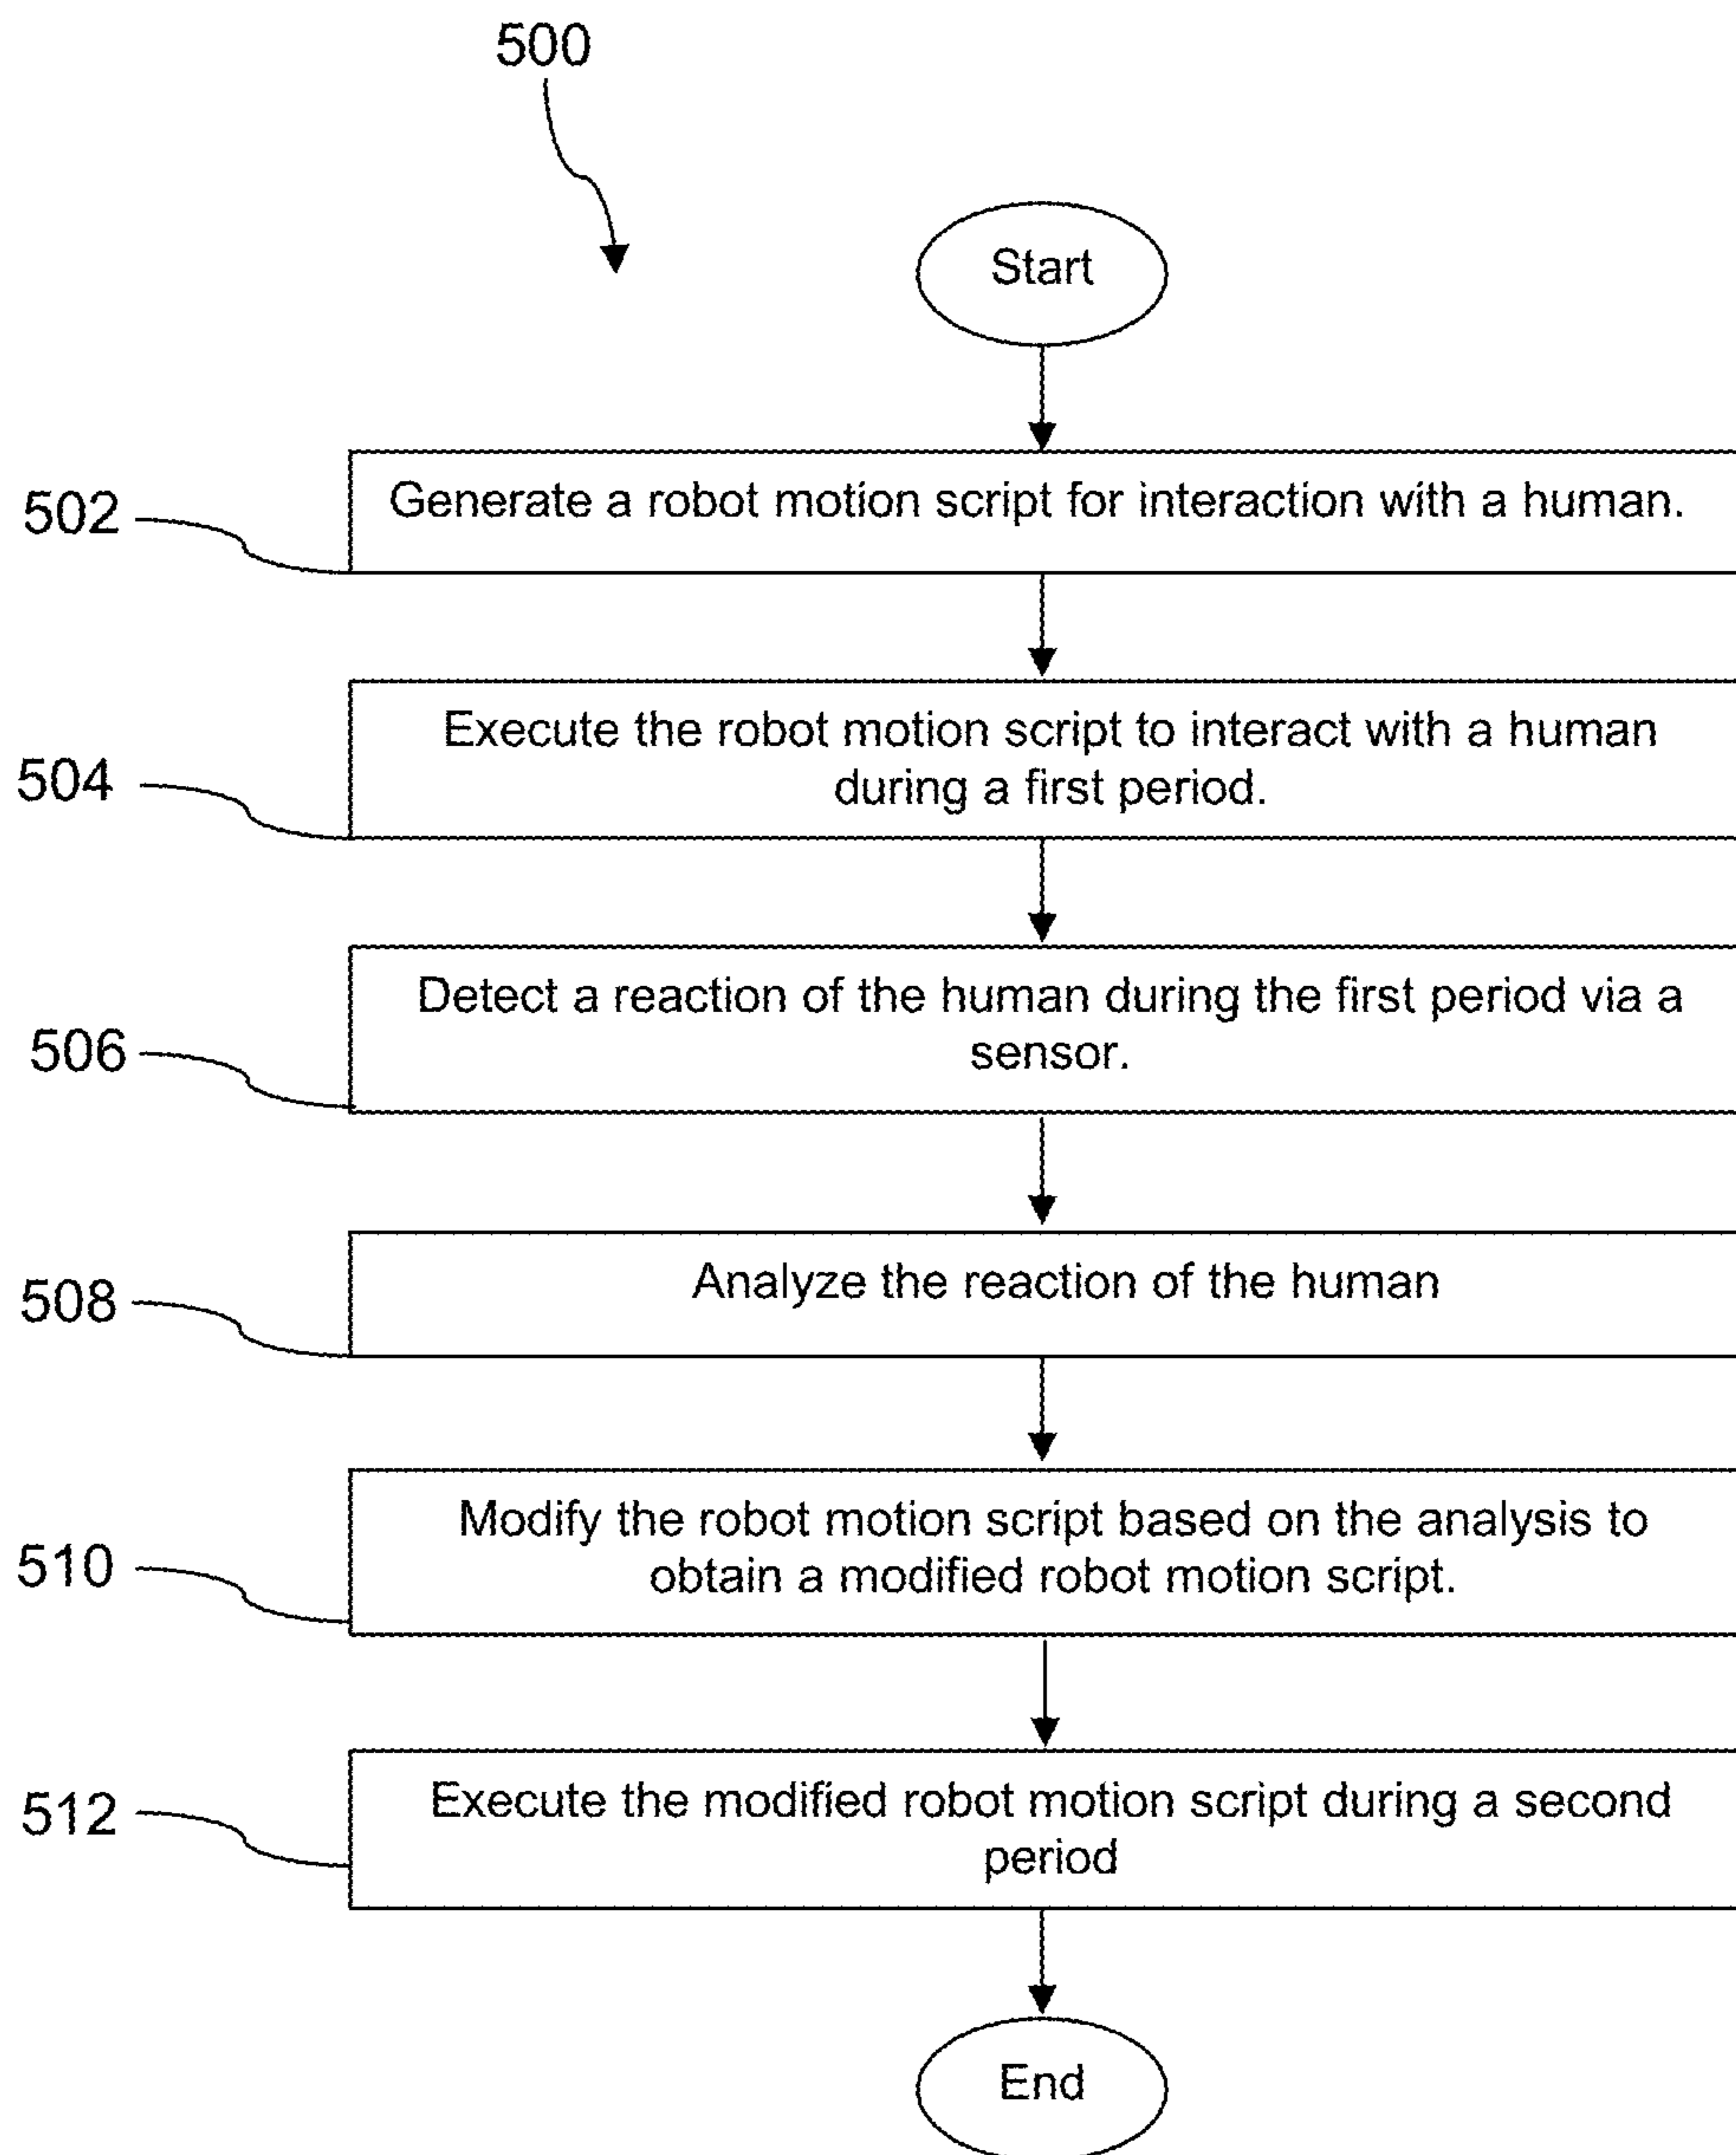 500
Start
502
Generate a robot motion script for interaction with a human.
504
Execute the robot motion script to interact with a human
during a first period.
506
Detect a reaction of the human during the first period via a
sensor.
508
Analyze the reaction of the human
510
Modify the robot motion script based on the analysis to
obtain a modified robot motion script.
512
Execute the modified robot motion script during a second
period
End